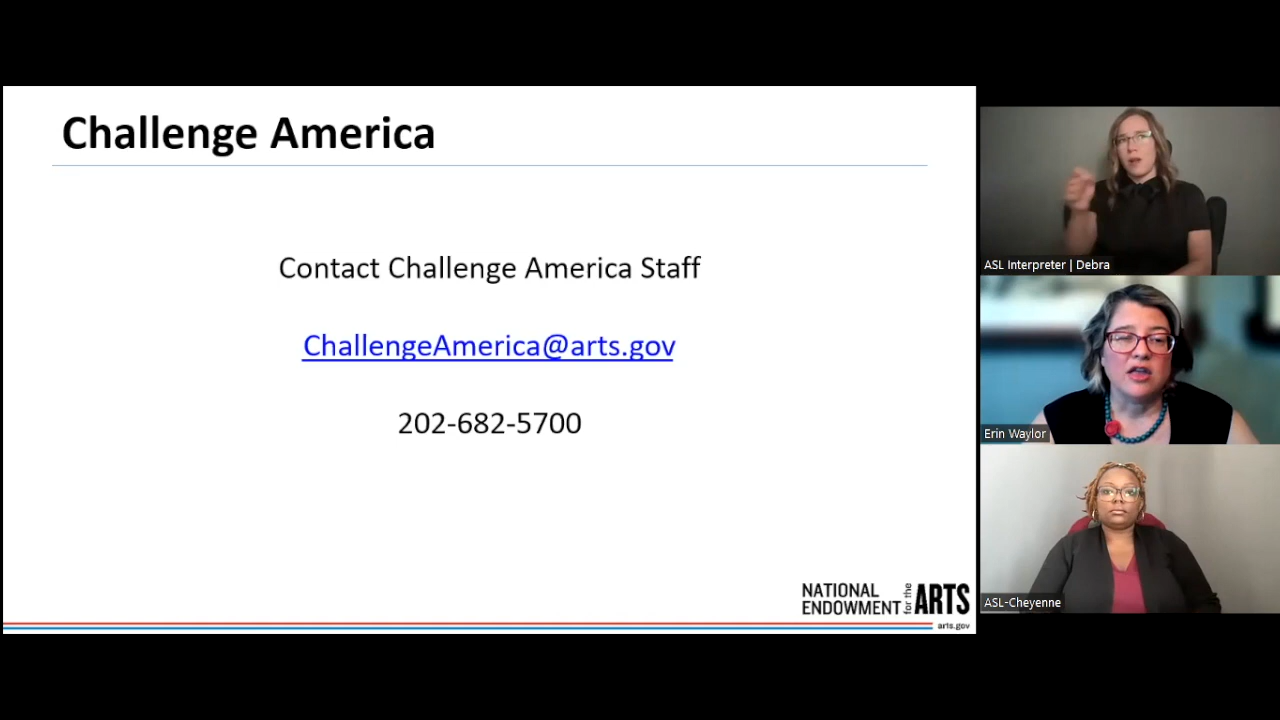 Challenge America
Contact Challenge America Staff
ChallengeAmerica@arts.gov
202-682-5700
NATIONAL
ENDOWMENT
for the
ARTS
arts.gov
ASL Interpreter | Debra
Erin Waylor
ASL-Cheyenne